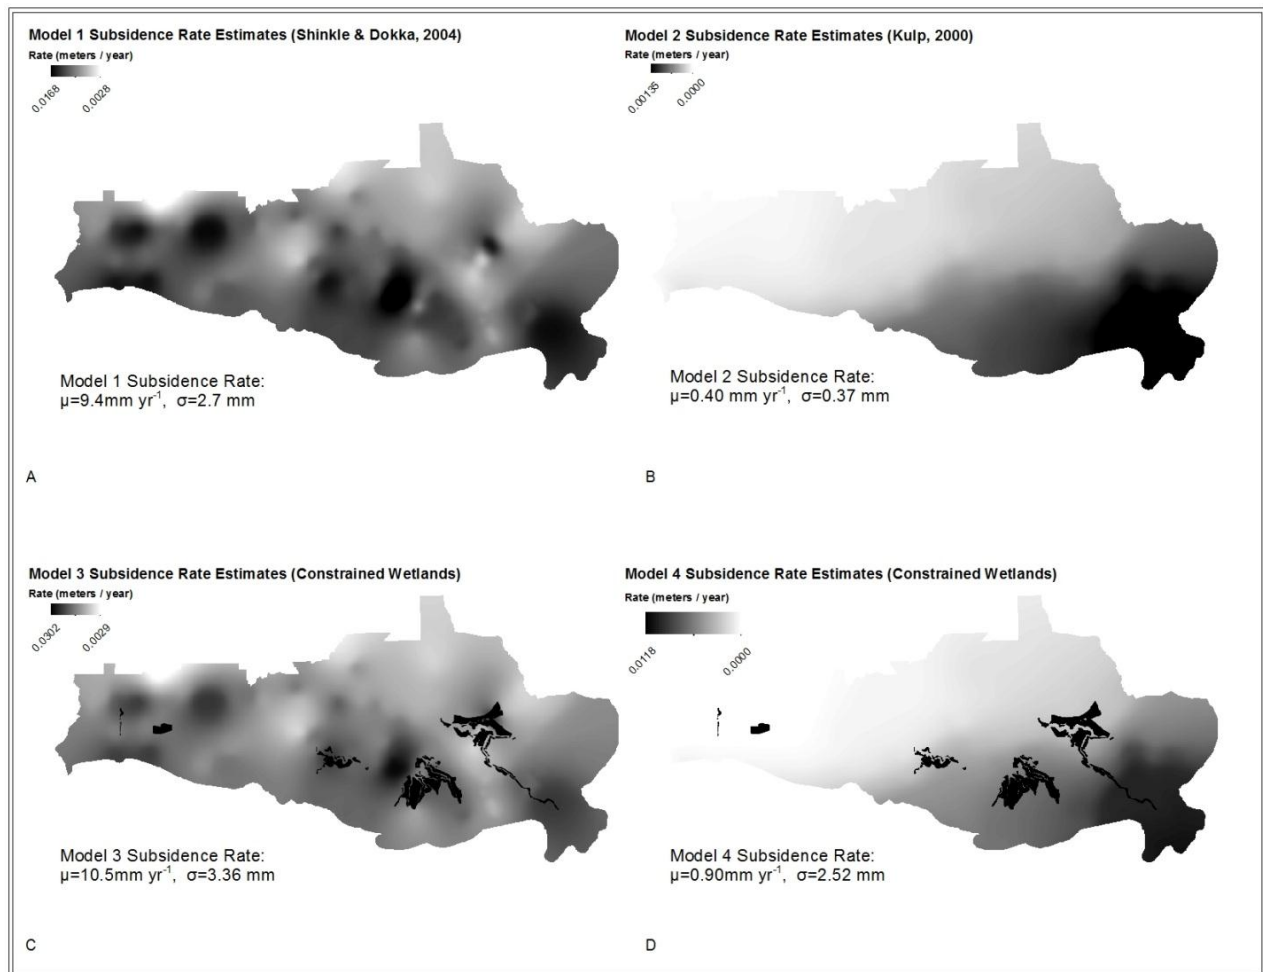 Model 1 Subsidence Rate Estimates (Shinkle & Dokka, 2004)
Rate (meters / year)
0.0168
0.0028
Model 1 Subsidence Rate:
μ=9.4mm yr⁻¹, σ=2.7 mm
A
Model 2 Subsidence Rate Estimates (Kulp, 2000)
Rate (meters / year)
0.00135
0.0000
Model 2 Subsidence Rate:
μ=0.40 mm yr⁻¹, σ=0.37 mm
B
Model 3 Subsidence Rate Estimates (Constrained Wetlands)
Rate (meters / year)
0.0302
0.0029
Model 3 Subsidence Rate:
μ=10.5mm yr⁻¹, σ=3.36 mm
C
Model 4 Subsidence Rate Estimates (Constrained Wetlands)
Rate (meters / year)
0.0118
0.0000
Model 4 Subsidence Rate:
μ=0.90mm yr⁻¹, σ=2.52 mm
D